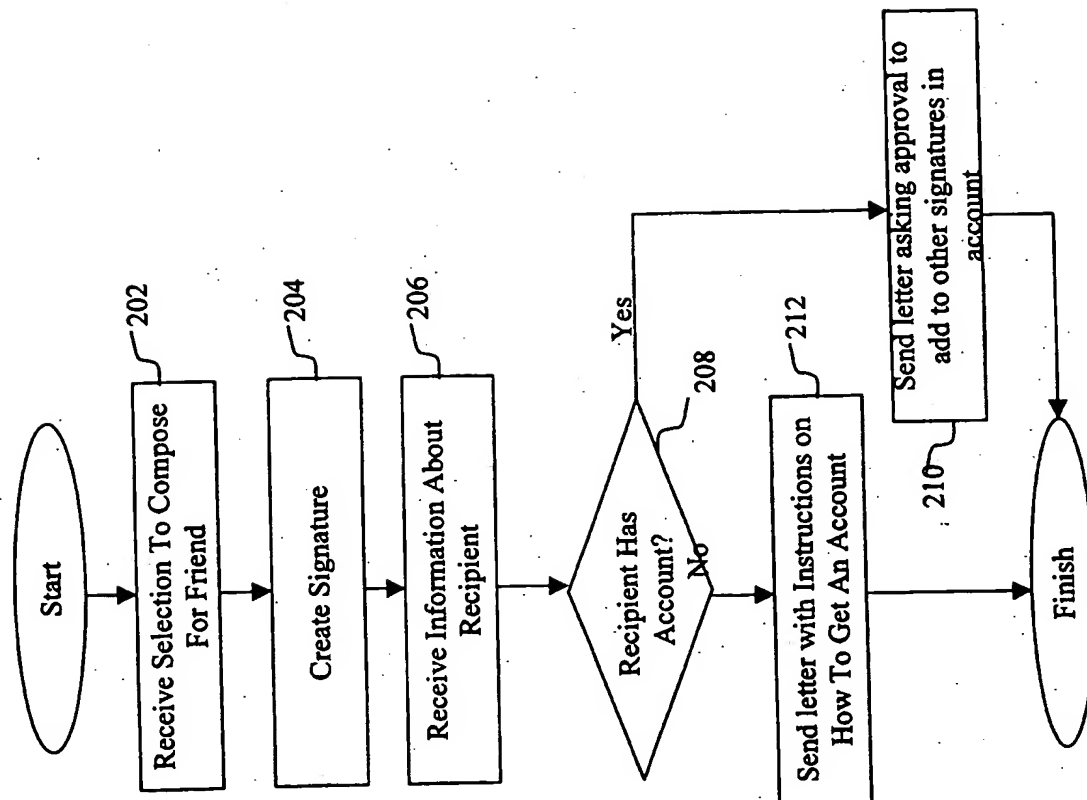 Start
202
Receive Selection To Compose
For Friend
204
Create Signature
206
Receive Information About
Recipient
208
Recipient Has
Account?
Yes
No
210
Send letter asking approval to
add to other signatures in
account
212
Send letter with Instructions on
How To Get An Account
Finish